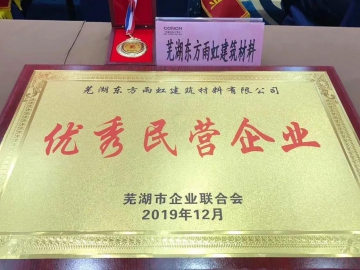 芜湖东方雨虹建筑材料
芜湖东方雨虹建筑材料有限公司
优秀民营企业
芜湖市企业联合会
2019年12月